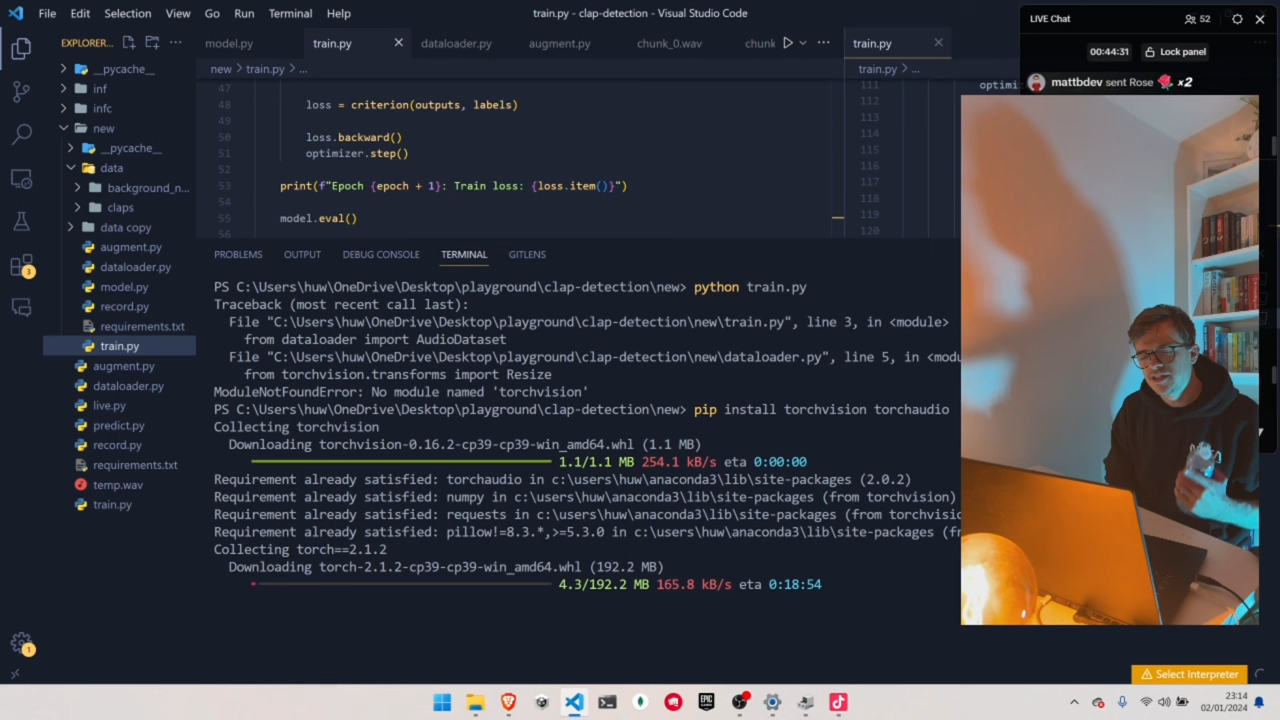 File Edit Selection View Go Run Terminal Help
train.py - clap-detection - Visual Studio Code
EXPLORER...
__pycache__
inf
infc
new
__pycache__
data
background_n...
claps
data copy
augment.py
dataloader.py
model.py
record.py
requirements.txt
train.py
augment.py
dataloader.py
live.py
predict.py
record.py
requirements.txt
temp.wav
train.py
3
1
model.py train.py dataloader.py augment.py chunk_0.wav chunk
new > train.py > ...
47
48 loss = criterion(outputs, labels)
49
50 loss.backward()
51 optimizer.step()
52
53 print(f"Epoch {epoch + 1}: Train loss: {loss.item()}")
54
55 model.eval()
56
train.py
train.py > ...
111 optimi
112
113
114
115
116
117
118
119
120
PROBLEMS OUTPUT DEBUG CONSOLE TERMINAL GITLENS
PS C:\Users\huw\OneDrive\Desktop\playground\clap-detection\new> python train.py
Traceback (most recent call last):
File "C:\Users\huw\OneDrive\Desktop\playground\clap-detection\new\train.py", line 3, in <module>
from dataloader import AudioDataset
File "C:\Users\huw\OneDrive\Desktop\playground\clap-detection\new\dataloader.py", line 5, in <modu
from torchvision.transforms import Resize
ModuleNotFoundError: No module named 'torchvision'
PS C:\Users\huw\OneDrive\Desktop\playground\clap-detection\new> pip install torchvision torchaudio
Collecting torchvision
Downloading torchvision-0.16.2-cp39-cp39-win_amd64.whl (1.1 MB)
1.1/1.1 MB 254.1 kB/s eta 0:00:00
Requirement already satisfied: torchaudio in c:\users\huw\anaconda3\lib\site-packages (2.0.2)
Requirement already satisfied: numpy in c:\users\huw\anaconda3\lib\site-packages (from torchvision)
Requirement already satisfied: requests in c:\users\huw\anaconda3\lib\site-packages (from torchvisio
Requirement already satisfied: pillow!=8.3.*,>=5.3.0 in c:\users\huw\anaconda3\lib\site-packages (f
Collecting torch==2.1.2
Downloading torch-2.1.2-cp39-cp39-win_amd64.whl (192.2 MB)
4.3/192.2 MB 165.8 kB/s eta 0:18:54
LIVE Chat 52
00:44:31 Lock panel
mattbdev sent Rose x2
Select Interpreter
EPIC GAMES
23:14
02/01/2024